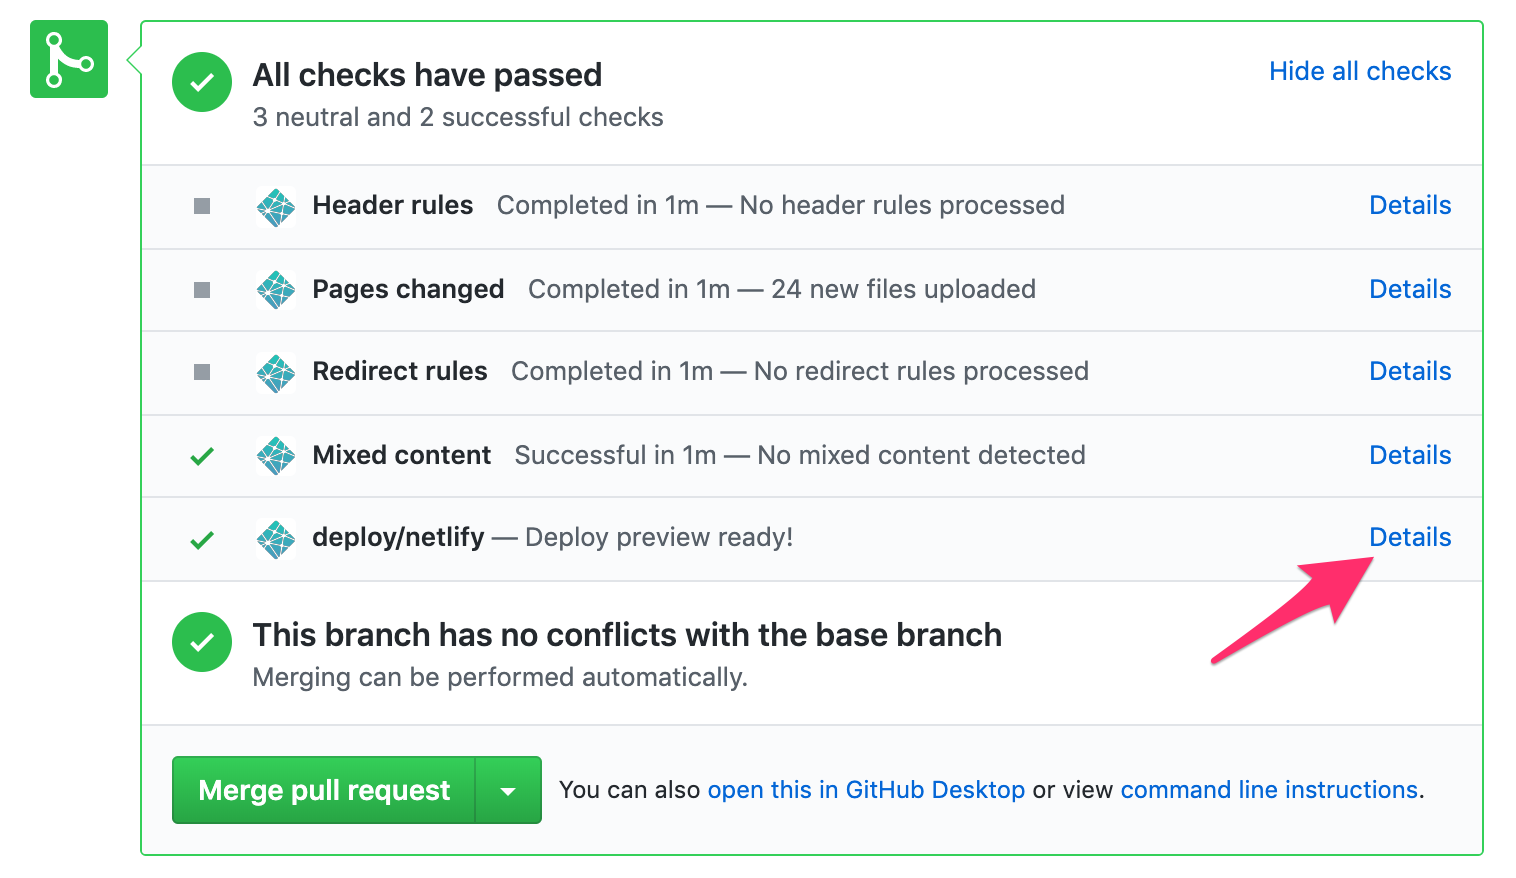 All checks have passed
Hide all checks
3 neutral and 2 successful checks
Header rules Completed in 1m — No header rules processed Details
Pages changed Completed in 1m — 24 new files uploaded Details
Redirect rules Completed in 1m — No redirect rules processed Details
Mixed content Successful in 1m — No mixed content detected Details
deploy/netlify — Deploy preview ready! Details
This branch has no conflicts with the base branch
Merging can be performed automatically.
Merge pull request You can also open this in GitHub Desktop or view command line instructions.